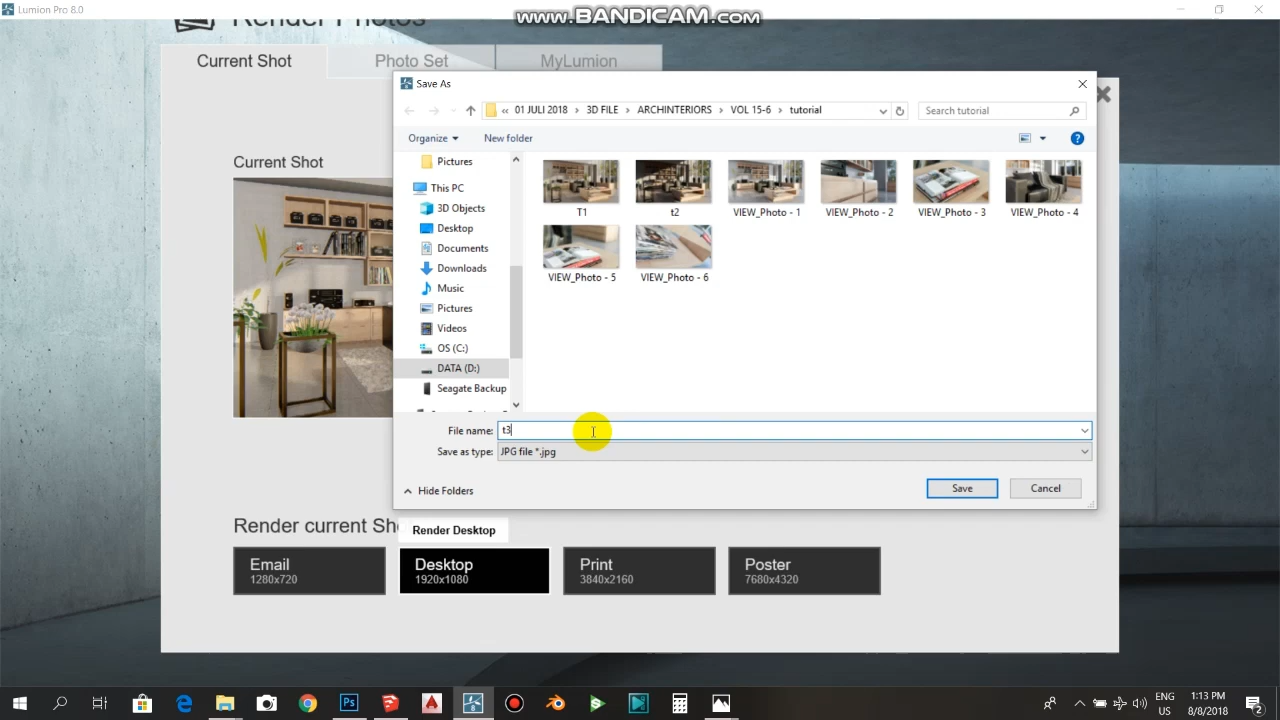 Lumion Pro 8.0
www.BANDICAM.com
Render Photos
Current Shot
Photo Set
MyLumion
Save As
« 01 JULI 2018 › 3D FILE › ARCHINTERIORS › VOL 15-6 › tutorial
Search tutorial
Organize
New folder
Pictures
This PC
3D Objects
Desktop
Documents
Downloads
Music
Pictures
Videos
OS (C:)
DATA (D:)
Seagate Backup
T1
t2
VIEW_Photo - 1
VIEW_Photo - 2
VIEW_Photo - 3
VIEW_Photo - 4
VIEW_Photo - 5
VIEW_Photo - 6
Current Shot
File name: t3
Save as type: JPG file *.jpg
Hide Folders
Save
Cancel
Render current Sh
Render Desktop
Email
1280x720
Desktop
1920x1080
Print
3840x2160
Poster
7680x4320
Ps
ENG
US
1:13 PM
8/8/2018
2